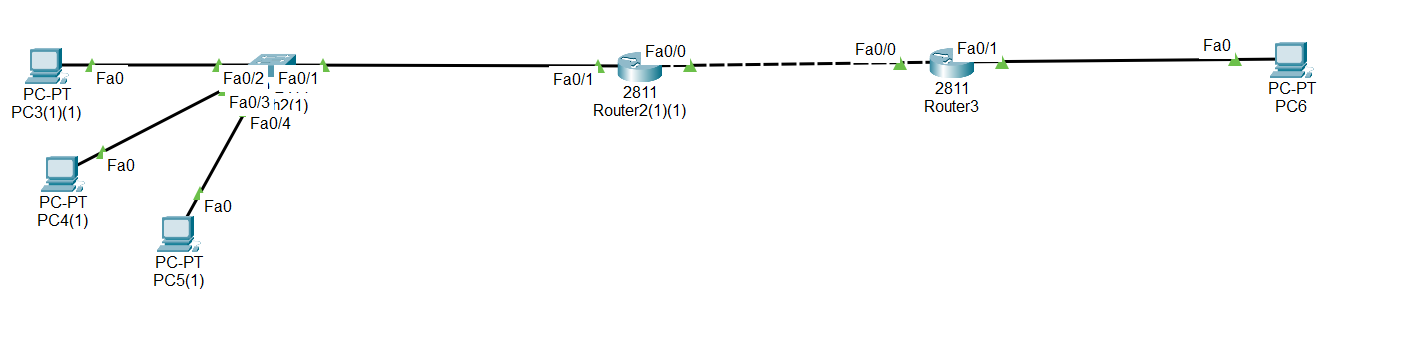 Fa0
PC-PT
PC3(1)(1)
Fa0/2
Fa0/1
Fa0/3
h2(1)
Fa0/4
Fa0
PC-PT
PC4(1)
Fa0
PC-PT
PC5(1)
Fa0/1
Fa0/0
2811
Router2(1)(1)
Fa0/0
Fa0/1
2811
Router3
Fa0
PC-PT
PC6